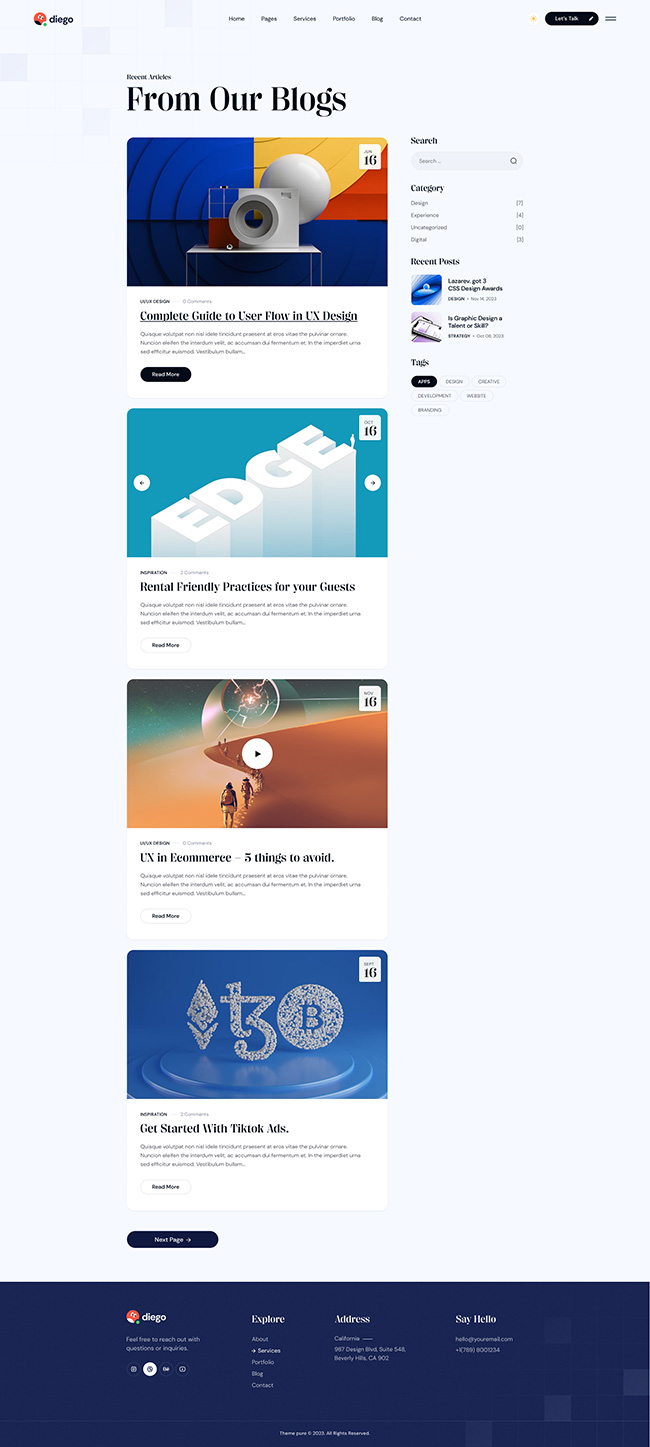 diego
Home
Pages
Services
Portfolio
Blog
Contact
Let's Talk
Recent Articles
From Our Blogs
JUN
16
UI/UX DESIGN
0 Comments
Complete Guide to User Flow in UX Design
Quisque volutpat non nisl idele tincidunt praesent at eros vitae the pulvinar ornare.
Nuncion eleifen the interdum velit, ac accumsan dui fermentum et. In the imperdiet urna
sed efficitur euismod. Vestibulum bullam...
Read More
OCT
16
EDGE
INSPIRATION
2 Comments
Rental Friendly Practices for your Guests
Quisque volutpat non nisl idele tincidunt praesent at eros vitae the pulvinar ornare.
Nuncion eleifen the interdum velit, ac accumsan dui fermentum et. In the imperdiet urna
sed efficitur euismod. Vestibulum bullam...
Read More
NOV
16
UI/UX DESIGN
0 Comments
UX in Ecommerce – 5 things to avoid.
Quisque volutpat non nisl idele tincidunt praesent at eros vitae the pulvinar ornare.
Nuncion eleifen the interdum velit, ac accumsan dui fermentum et. In the imperdiet urna
sed efficitur euismod. Vestibulum bullam...
Read More
SEPT
16
INSPIRATION
2 Comments
Get Started With Tiktok Ads.
Quisque volutpat non nisl idele tincidunt praesent at eros vitae the pulvinar ornare.
Nuncion eleifen the interdum velit, ac accumsan dui fermentum et. In the imperdiet urna
sed efficitur euismod. Vestibulum bullam...
Read More
Next Page →
Search
Search ...
Category
Design [7]
Experience [4]
Uncategorized [0]
Digital [3]
Recent Posts
Lazarev. got 3
CSS Design Awards
DESIGN • Nov 14, 2023
Is Graphic Design a
Talent or Skill?
STRATEGY • Oct 08, 2023
Tags
APPS
DESIGN
CREATIVE
DEVELOPMENT
WEBSITE
BRANDING
diego
Feel free to reach out with
questions or inquiries.
Bē
Explore
About
→ Services
Portfolio
Blog
Contact
Address
California —
987 Design Blvd, Suite 548,
Beverly Hills, CA 902
Say Hello
hello@youremail.com
+1(789) 8001234
Theme pure © 2023. All Rights Reserved.